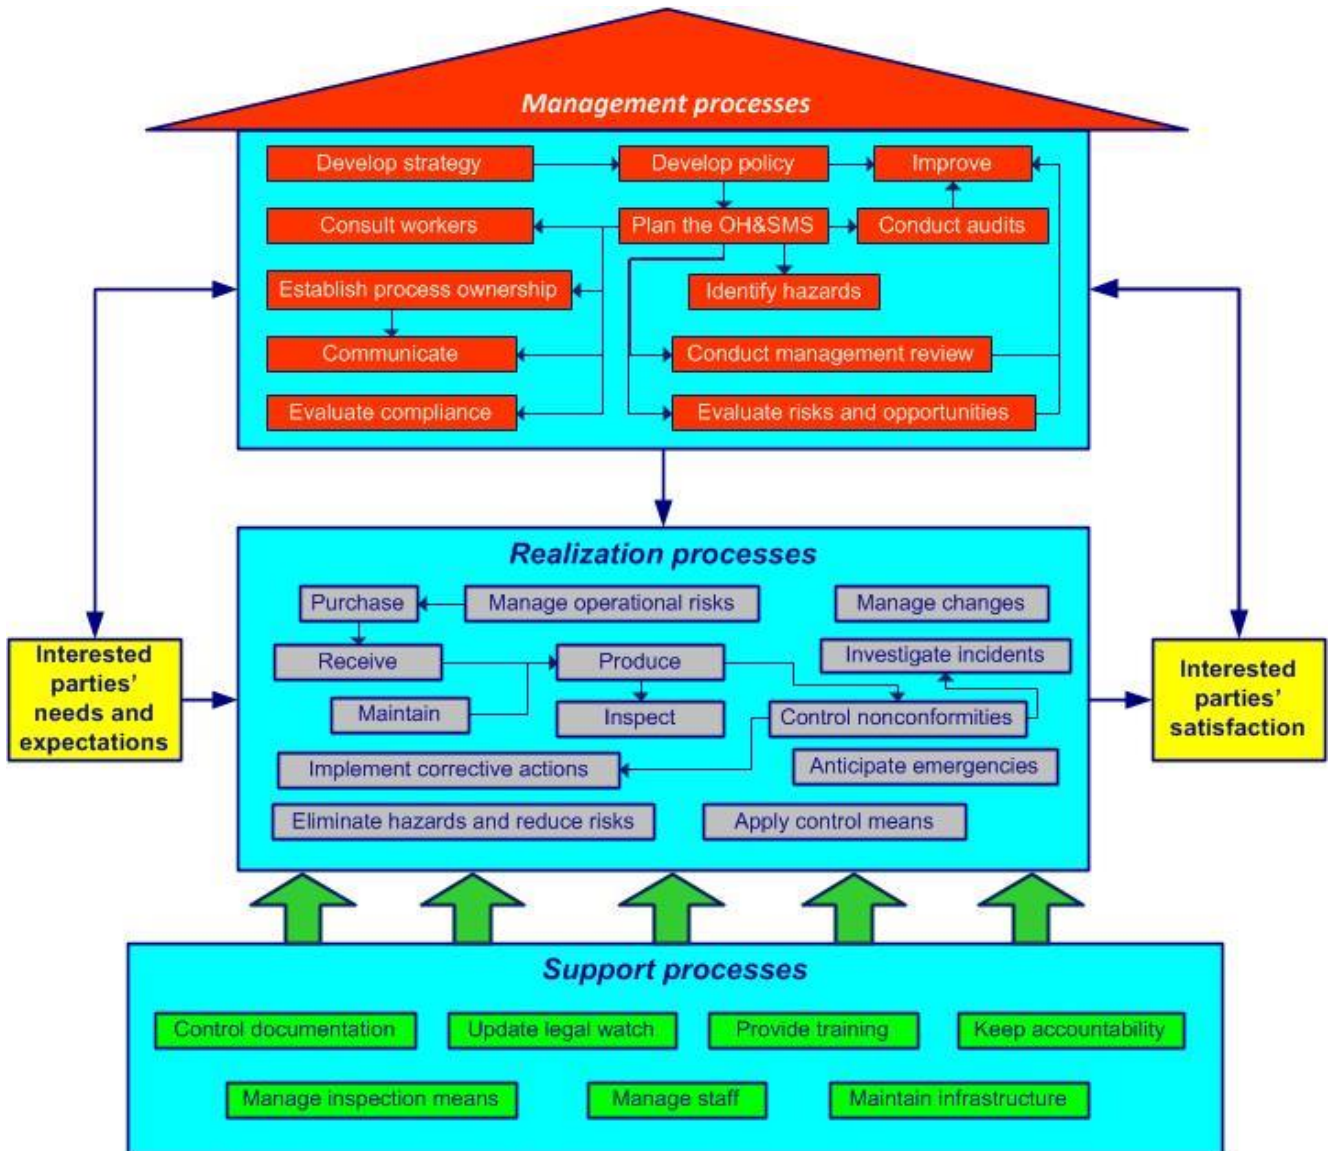 Management processes
Develop strategy
Develop policy
Improve
Consult workers
Plan the OH&SMS
Conduct audits
Establish process ownership
Identify hazards
Communicate
Conduct management review
Evaluate compliance
Evaluate risks and opportunities
Realization processes
Purchase
Manage operational risks
Manage changes
Receive
Produce
Investigate incidents
Maintain
Inspect
Control nonconformities
Implement corrective actions
Anticipate emergencies
Eliminate hazards and reduce risks
Apply control means
Interested
parties'
needs and
expectations
Interested
parties'
satisfaction
Support processes
Control documentation
Update legal watch
Provide training
Keep accountability
Manage inspection means
Manage staff
Maintain infrastructure